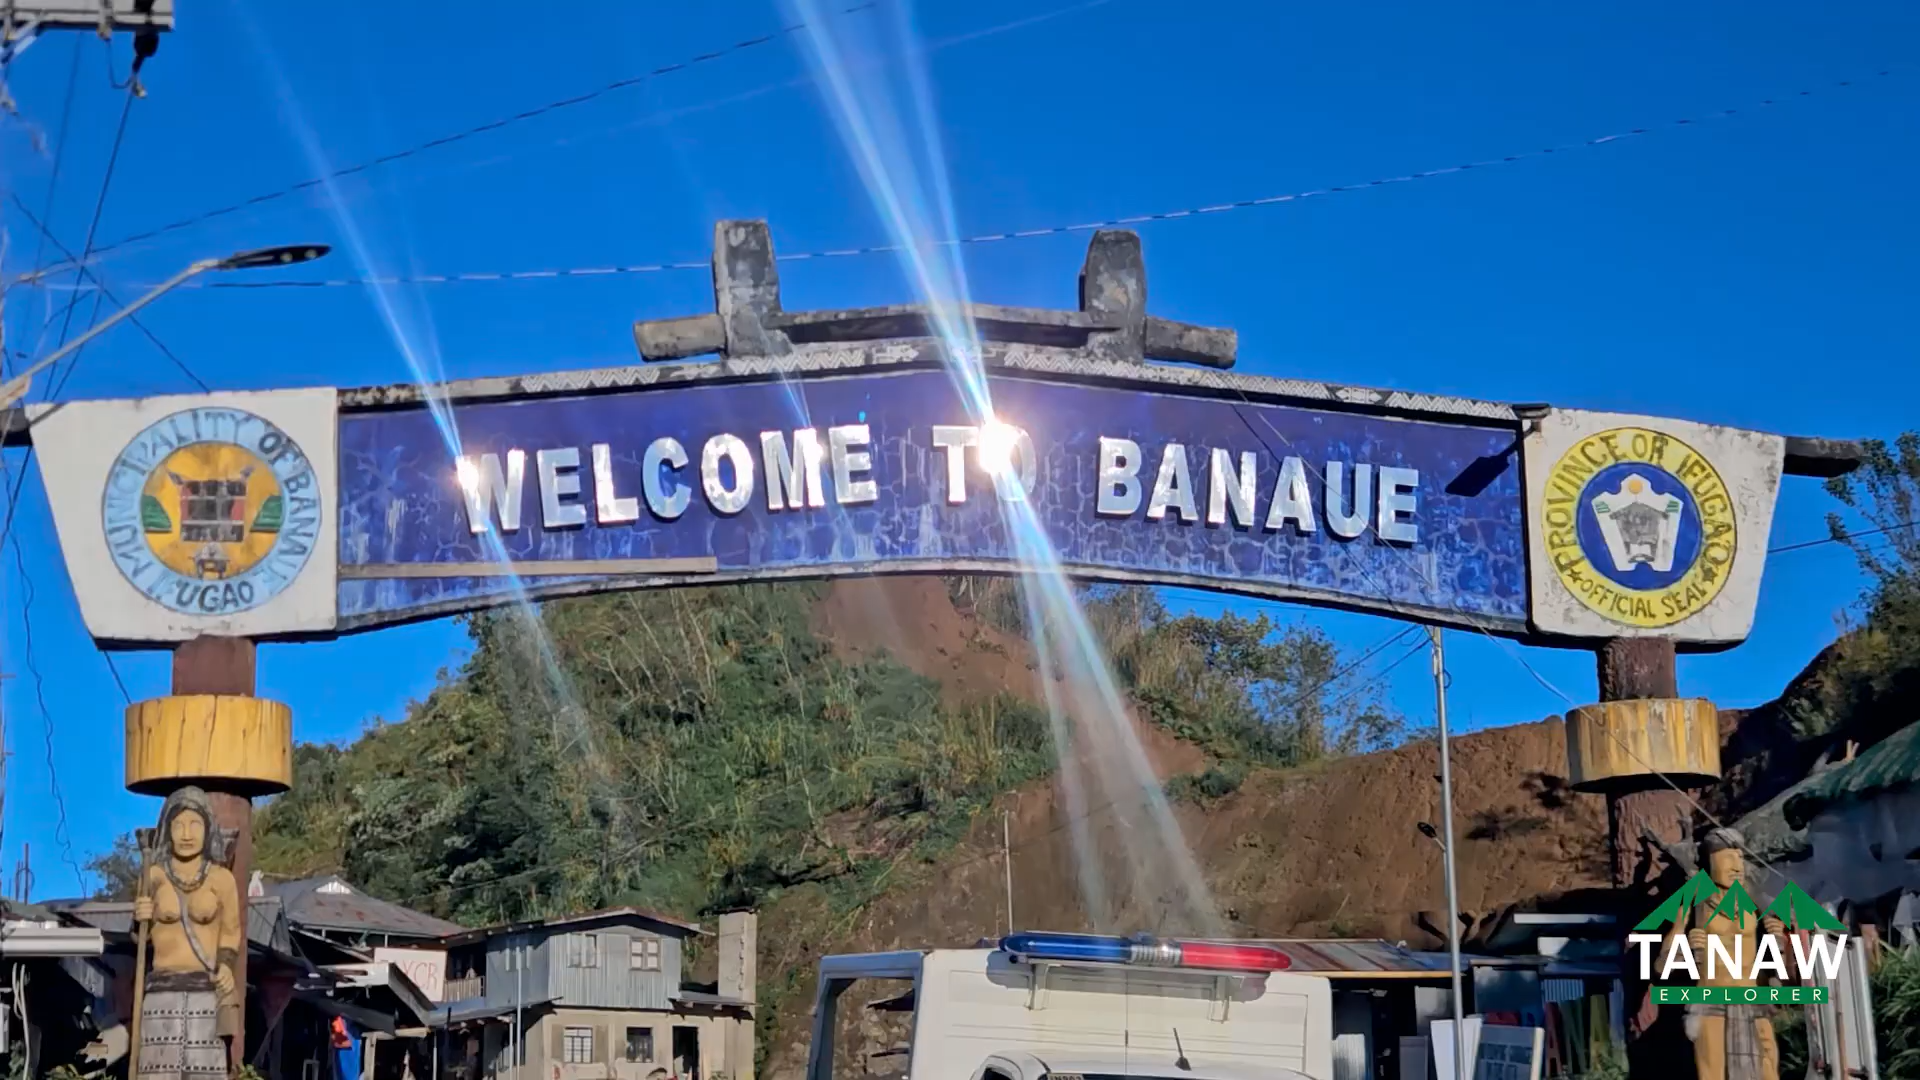 MUNICIPALITY OF BANAUE
IFUGAO
WELCOME TO BANAUE
PROVINCE OF IFUGAO
OFFICIAL SEAL
TANAW
EXPLORER